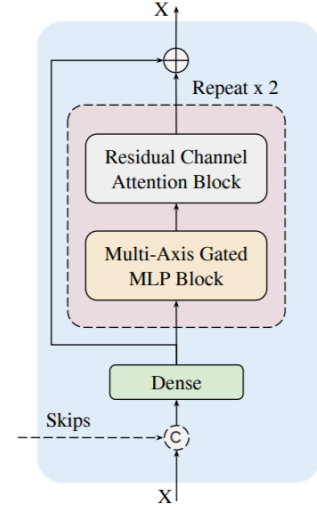 X
Repeat x 2
Residual Channel
Attention Block
Multi-Axis Gated
MLP Block
Dense
Skips
C
X